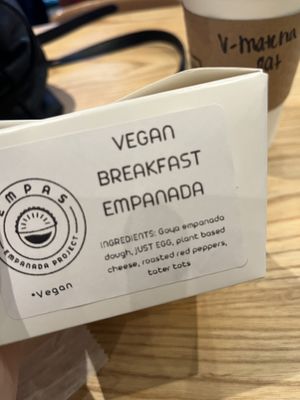 V-matcha
oat
VEGAN
BREAKFAST
EMPANADA
EMPAS
EMPANADA PROJECT
INGREDIENTS: Goya empanada
dough, JUST EGG, plant based
cheese, roasted red peppers,
tater tots
•Vegan